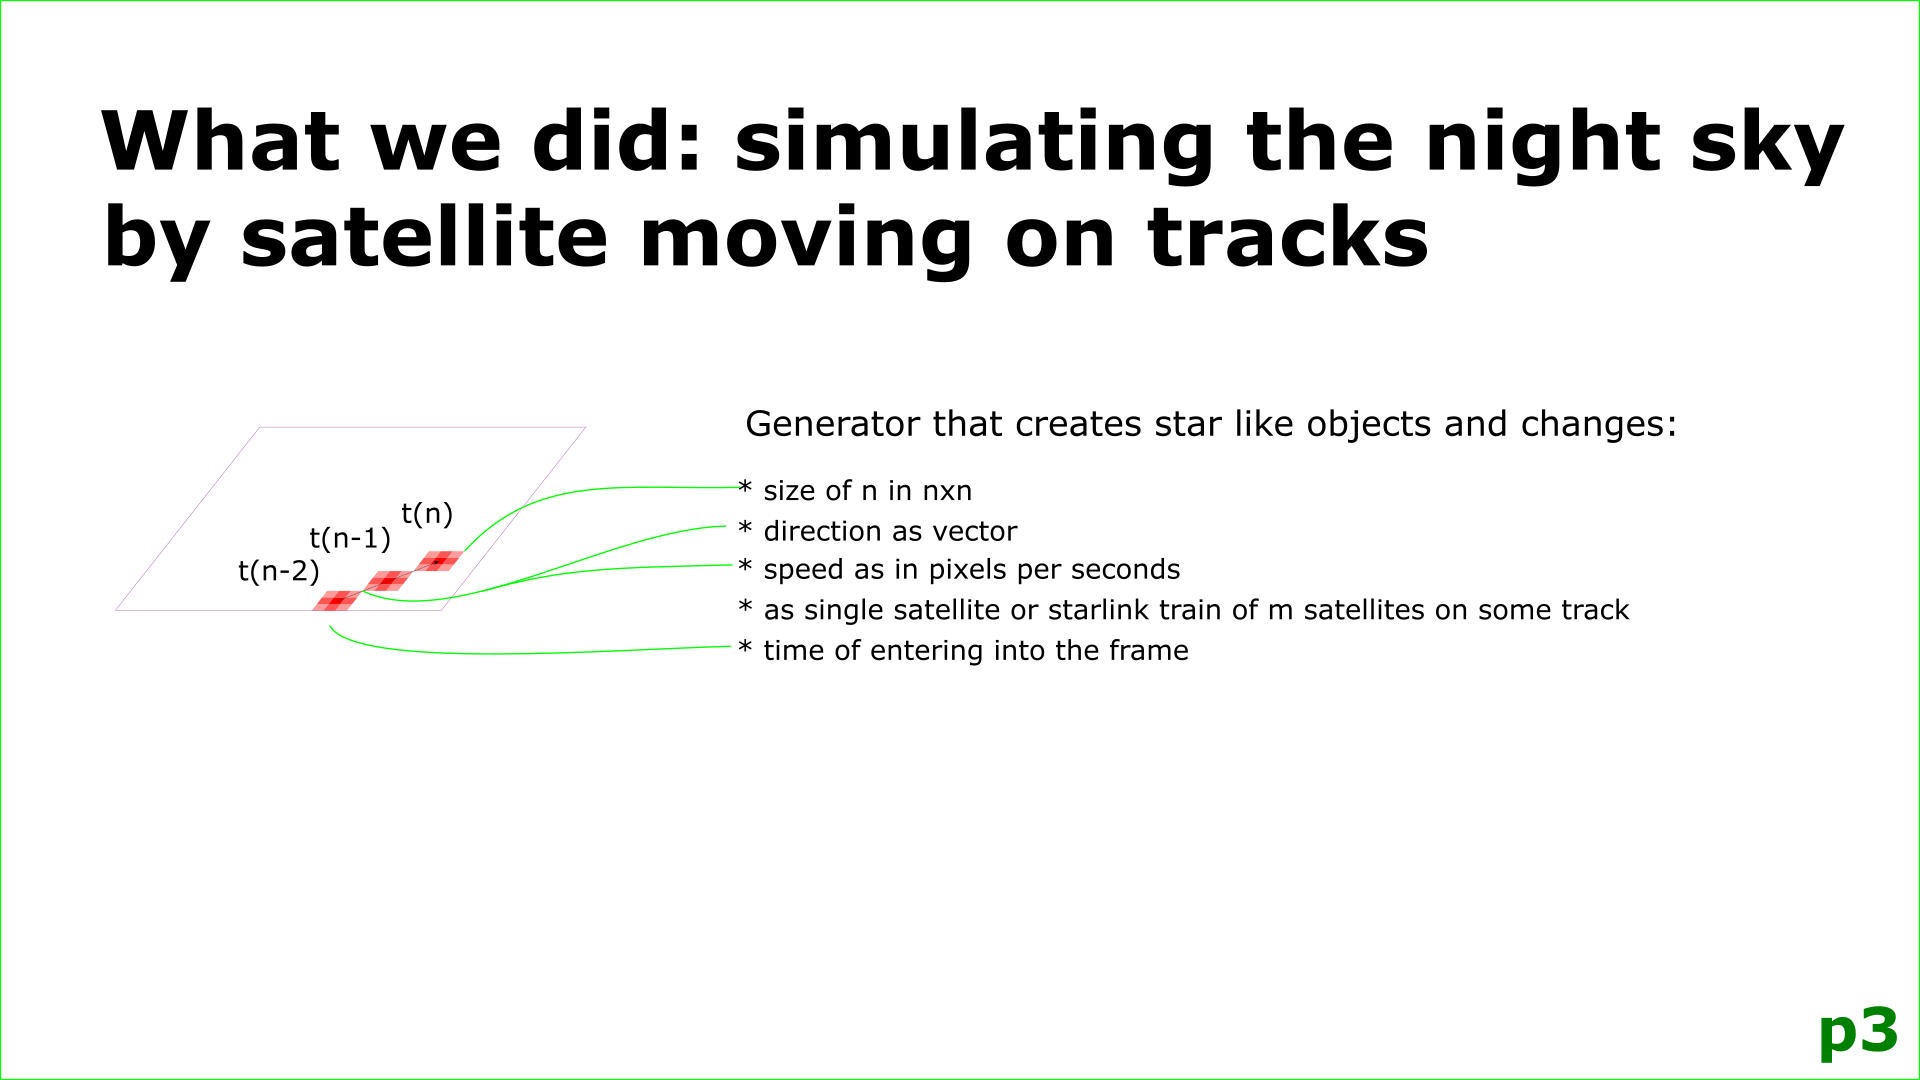 What we did: simulating the night sky
by satellite moving on tracks
Generator that creates star like objects and changes:
* size of n in nxn
* direction as vector
* speed as in pixels per seconds
* as single satellite or starlink train of m satellites on some track
* time of entering into the frame
t(n)
t(n-1)
t(n-2)
p3